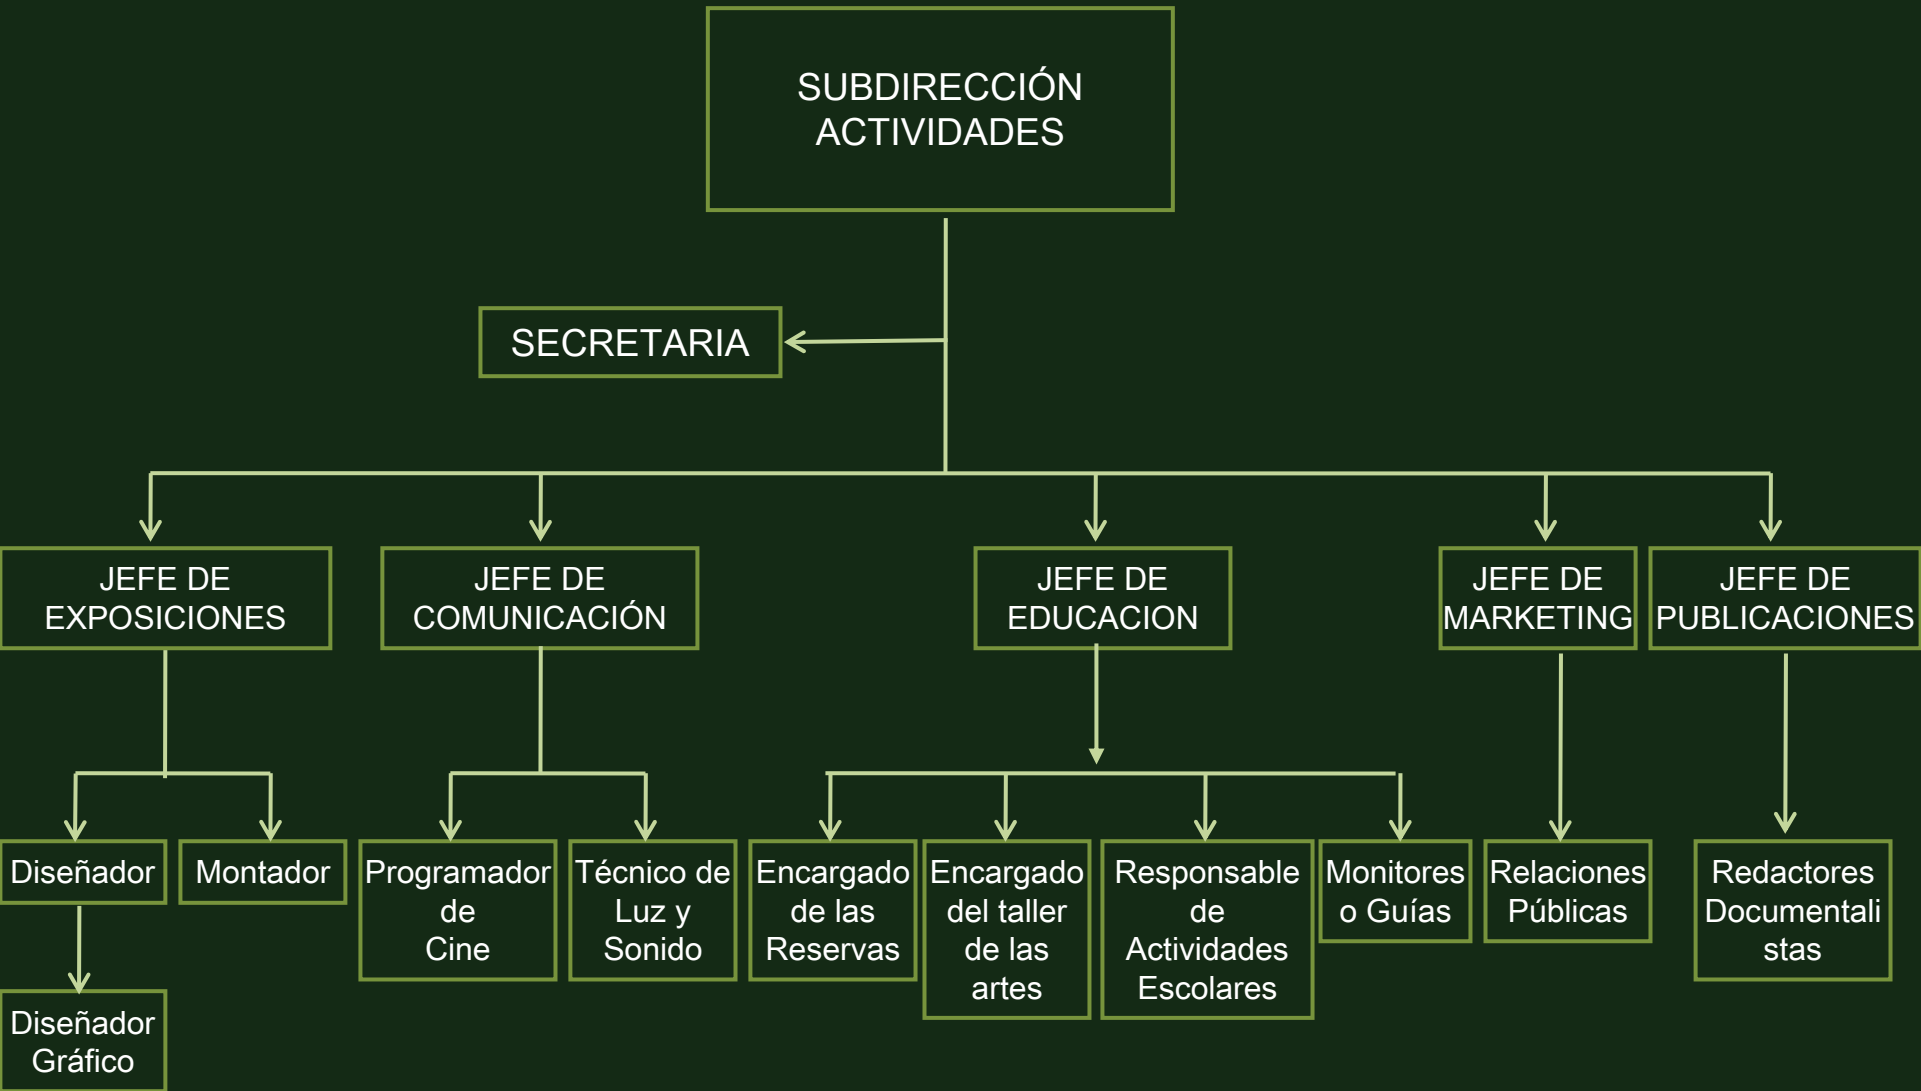 SUBDIRECCIÓN
ACTIVIDADES
SECRETARIA
JEFE DE
EXPOSICIONES
JEFE DE
COMUNICACIÓN
JEFE DE
EDUCACION
JEFE DE
MARKETING
JEFE DE
PUBLICACIONES
Diseñador
Montador
Programador
de
Cine
Técnico de
Luz y
Sonido
Encargado
de las
Reservas
Encargado
del taller
de las
artes
Responsable
de
Actividades
Escolares
Monitores
o Guías
Relaciones
Públicas
Redactores
Documentali
stas
Diseñador
Gráfico